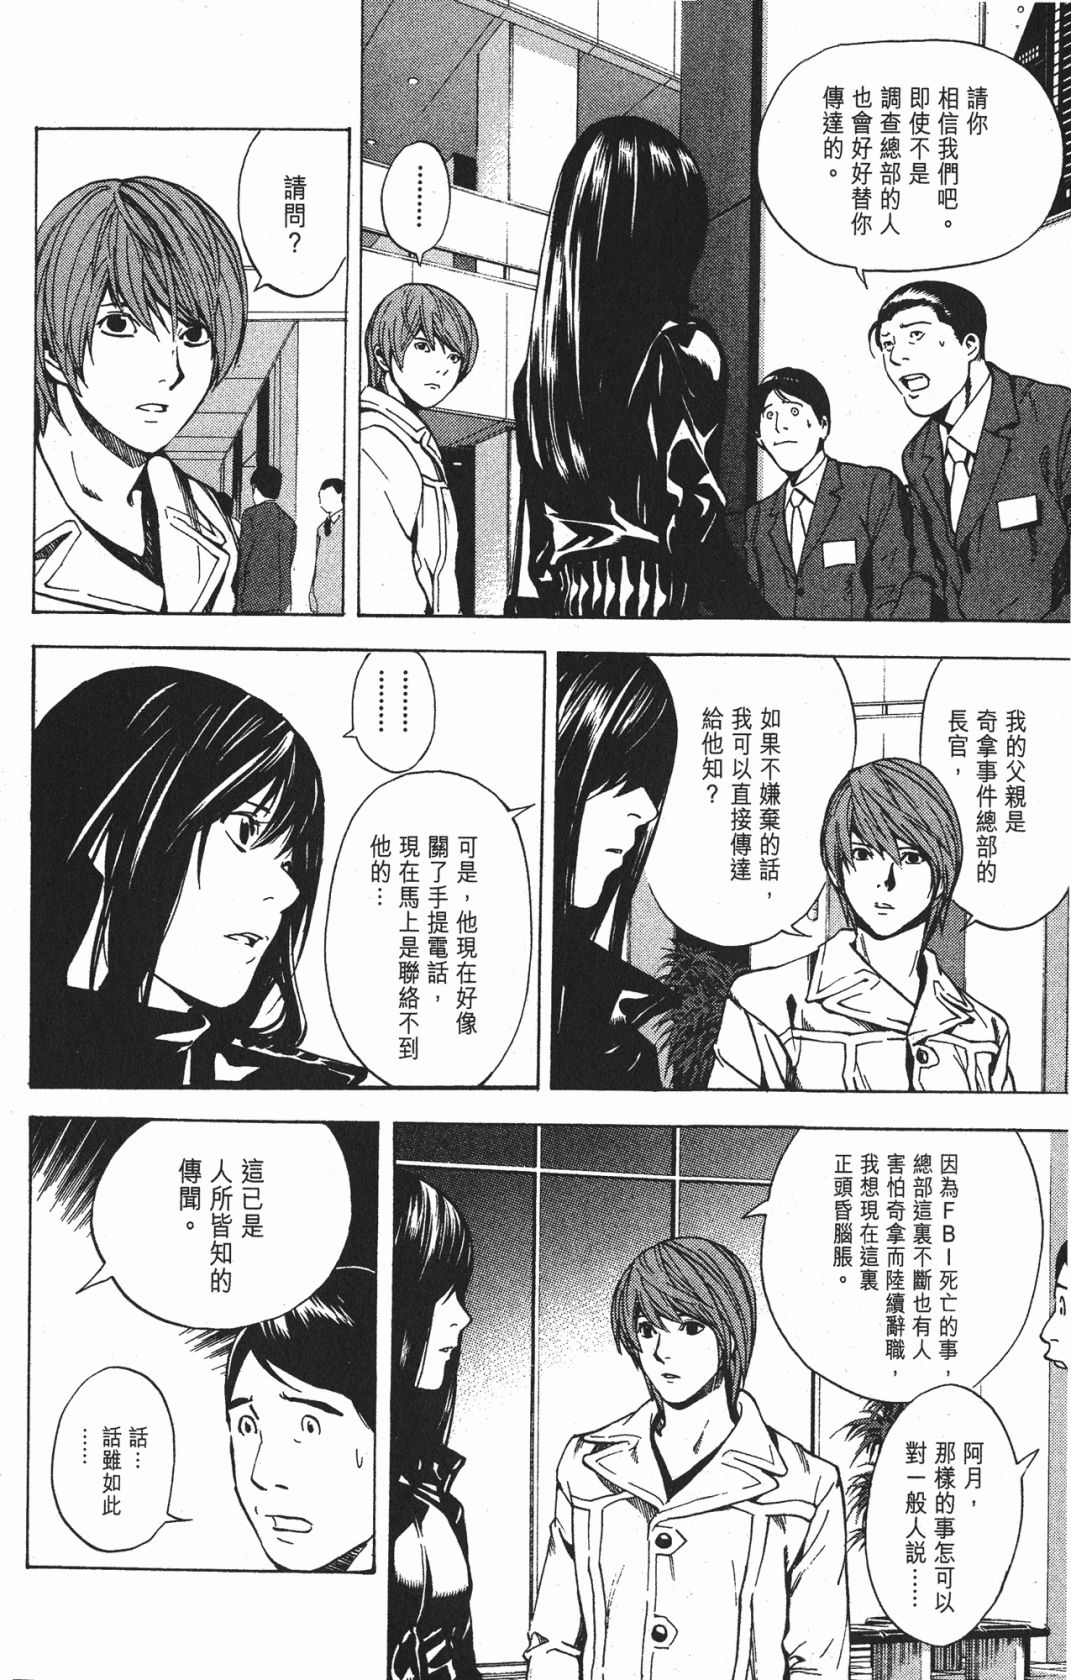 。
請你
相信我們吧。
即使不是
調查總部的人
也會好好替你
傳達的。
………
請問？
我的父親是
奇拿事件總部的
長官，
如果不嫌棄的話，
我可以直接傳達
給他知？
………
………
可是，他現在好像
關了手提電話，
現在馬上是聯絡不到
他的…
因為ＦＢＩ死亡的事，
總部這裏不斷也有人
害怕奇拿而陸續辭職，
我想現在這裏
正頭昏腦脹。
阿月，
那樣的事怎可以
對一般人説……
這已是
人所皆知的
傳聞。
話…
話雖如此
……